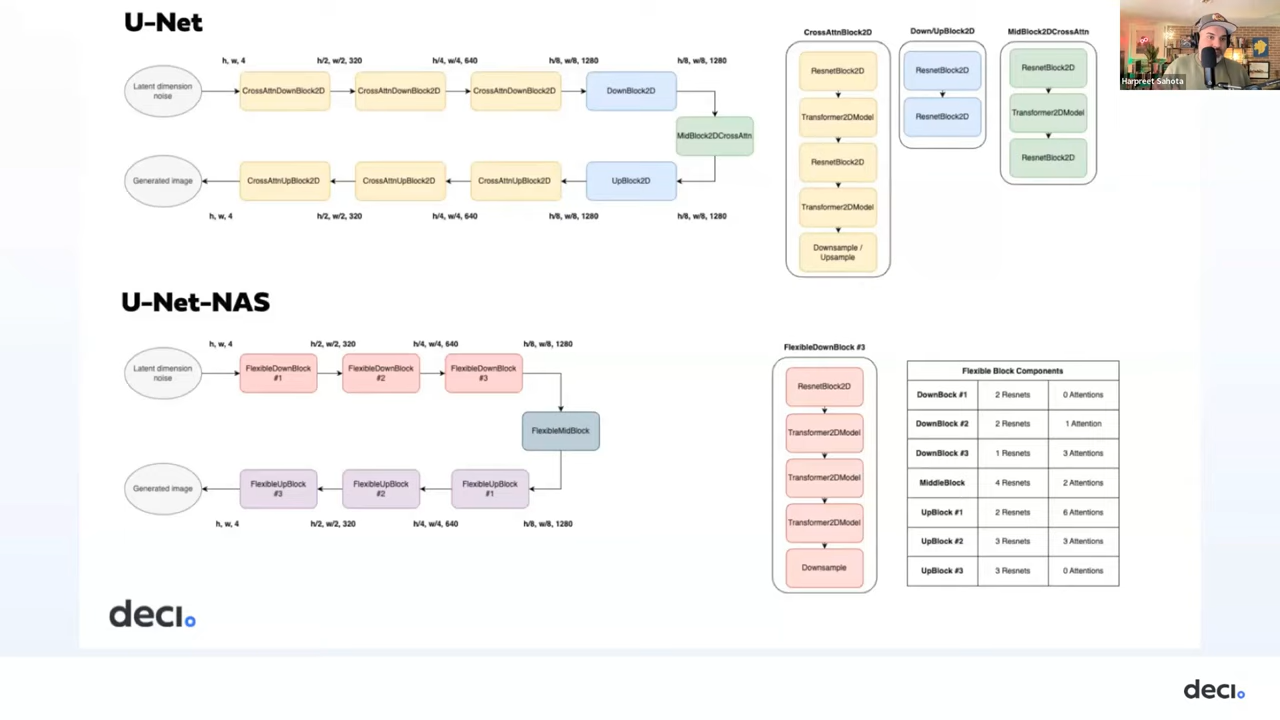 U-Net
h, w, 4
h/2, w/2, 320
h/4, w/4, 640
h/8, w/8, 1280
h/8, w/8, 1280
Latent dimension
noise
CrossAttnDownBlock2D
CrossAttnDownBlock2D
CrossAttnDownBlock2D
DownBlock2D
MidBlock2DCrossAttn
Generated image
CrossAttnUpBlock2D
CrossAttnUpBlock2D
CrossAttnUpBlock2D
UpBlock2D
h, w, 4
h/2, w/2, 320
h/4, w/4, 640
h/8, w/8, 1280
h/8, w/8, 1280
CrossAttnBlock2D
ResnetBlock2D
Transformer2DModel
ResnetBlock2D
Transformer2DModel
Downsample /
Upsample
Down/UpBlock2D
ResnetBlock2D
ResnetBlock2D
MidBlock2DCrossAttn
ResnetBlock2D
Transformer2DModel
ResnetBlock2D
Harpreet Sahota
U-Net-NAS
h, w, 4
h/2, w/2, 320
h/4, w/4, 640
h/8, w/8, 1280
Latent dimension
noise
FlexibleDownBlock
#1
FlexibleDownBlock
#2
FlexibleDownBlock
#3
FlexibleMidBlock
Generated image
FlexibleUpBlock
#3
FlexibleUpBlock
#2
FlexibleUpBlock
#1
h, w, 4
h/2, w/2, 320
h/4, w/4, 640
h/8, w/8, 1280
FlexibleDownBlock #3
ResnetBlock2D
Transformer2DModel
Transformer2DModel
Transformer2DModel
Downsample
Flexible Block Components
DownBock #1 2 Resnets 0 Attentions
DownBlock #2 2 Resnets 1 Attention
DownBlock #3 1 Resnets 3 Attentions
MiddleBlock 4 Resnets 2 Attentions
UpBlock #1 2 Resnets 6 Attentions
UpBlock #2 3 Resnets 3 Attentions
UpBlock #3 3 Resnets 0 Attentions
deci.
deci.